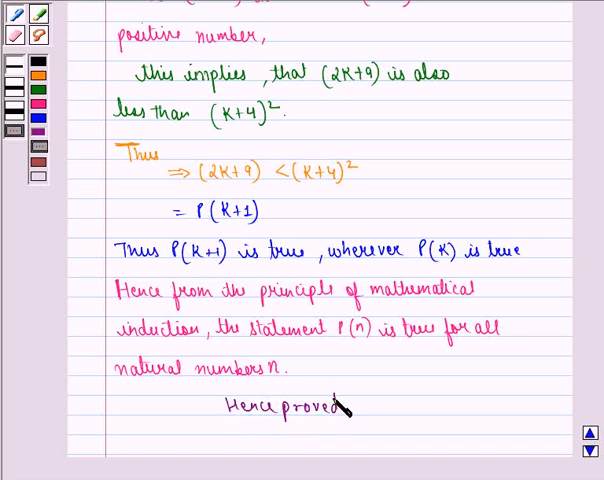 positive number,
this implies, that (2K+9) is also
less than (K+4)².
Thus
⇒ (2K+9) < (K+4)²
= P(K+1)
Thus P(K+1) is true, wherever P(K) is true
Hence from the principle of mathematical
induction, the statement P(n) is true for all
natural numbers n.
Hence proved